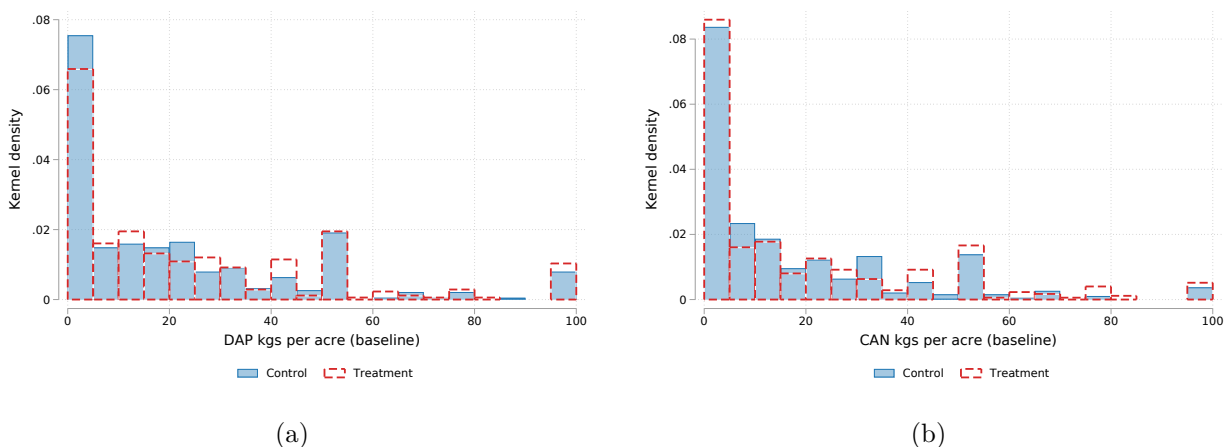 .08
.06
.04
.02
0
Kernel density
0 20 40 60 80 100
DAP kgs per acre (baseline)
Control Treatment
(a)
.08
.06
.04
.02
0
Kernel density
0 20 40 60 80 100
CAN kgs per acre (baseline)
Control Treatment
(b)